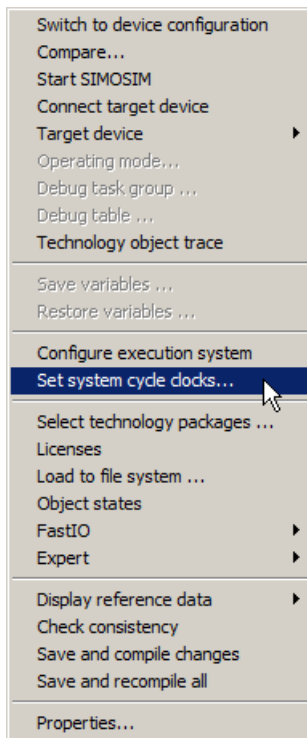 Switch to device configuration
Compare...
Start SIMOSIM
Connect target device
Target device
Operating mode...
Debug task group ...
Debug table ...
Technology object trace
Save variables ...
Restore variables ...
Configure execution system
Set system cycle clocks...
Select technology packages ...
Licenses
Load to file system ...
Object states
FastIO
Expert
Display reference data
Check consistency
Save and compile changes
Save and recompile all
Properties...